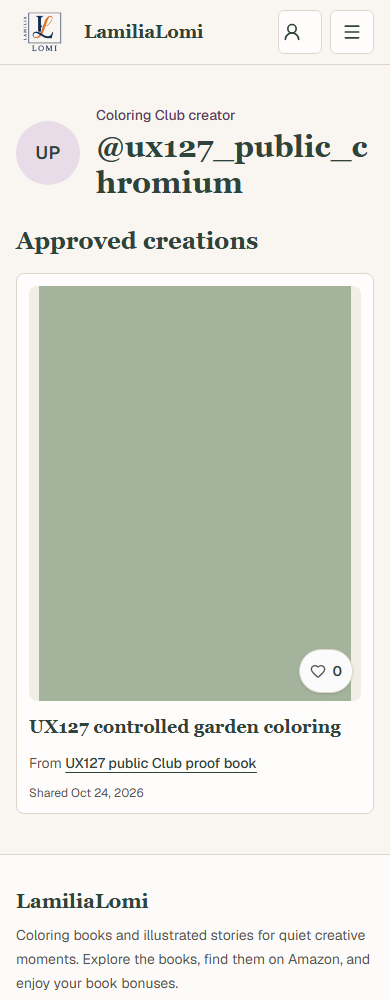 LAMILIA
L
LOMI
LamiliaLomi
Coloring Club creator
UP
@ux127_public_c
hromium
Approved creations
0
UX127 controlled garden coloring
From UX127 public Club proof book
Shared Oct 24, 2026
LamiliaLomi
Coloring books and illustrated stories for quiet creative
moments. Explore the books, find them on Amazon, and
enjoy your book bonuses.